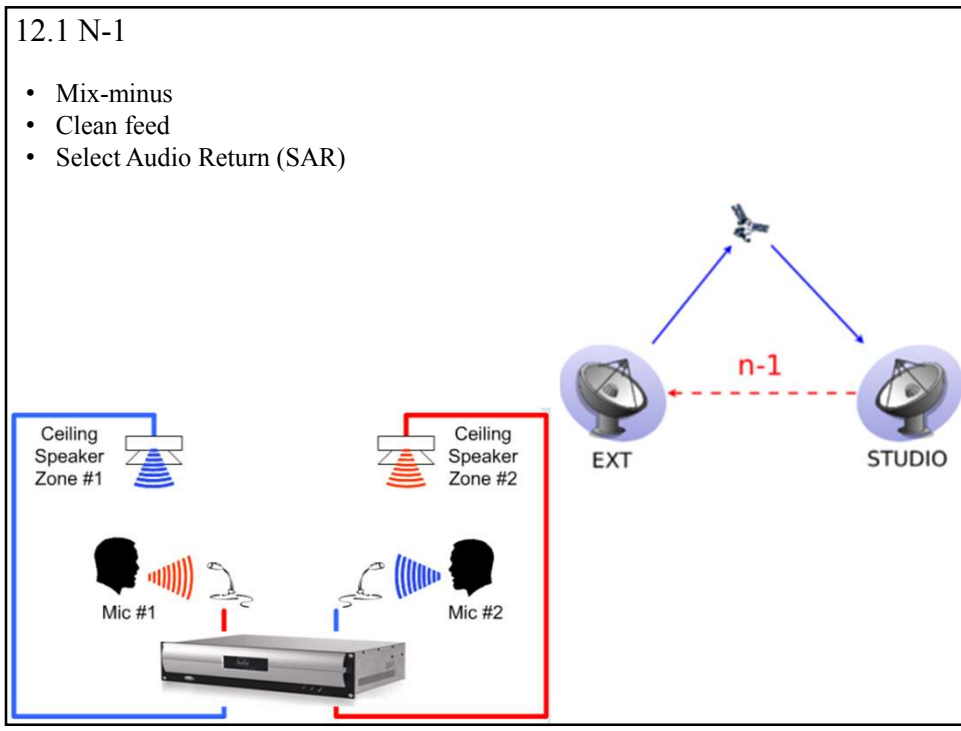 12.1 N-1
• Mix-minus
• Clean feed
• Select Audio Return (SAR)
n-1
EXT
STUDIO
Ceiling
Speaker
Zone #1
Ceiling
Speaker
Zone #2
Mic #1
Mic #2